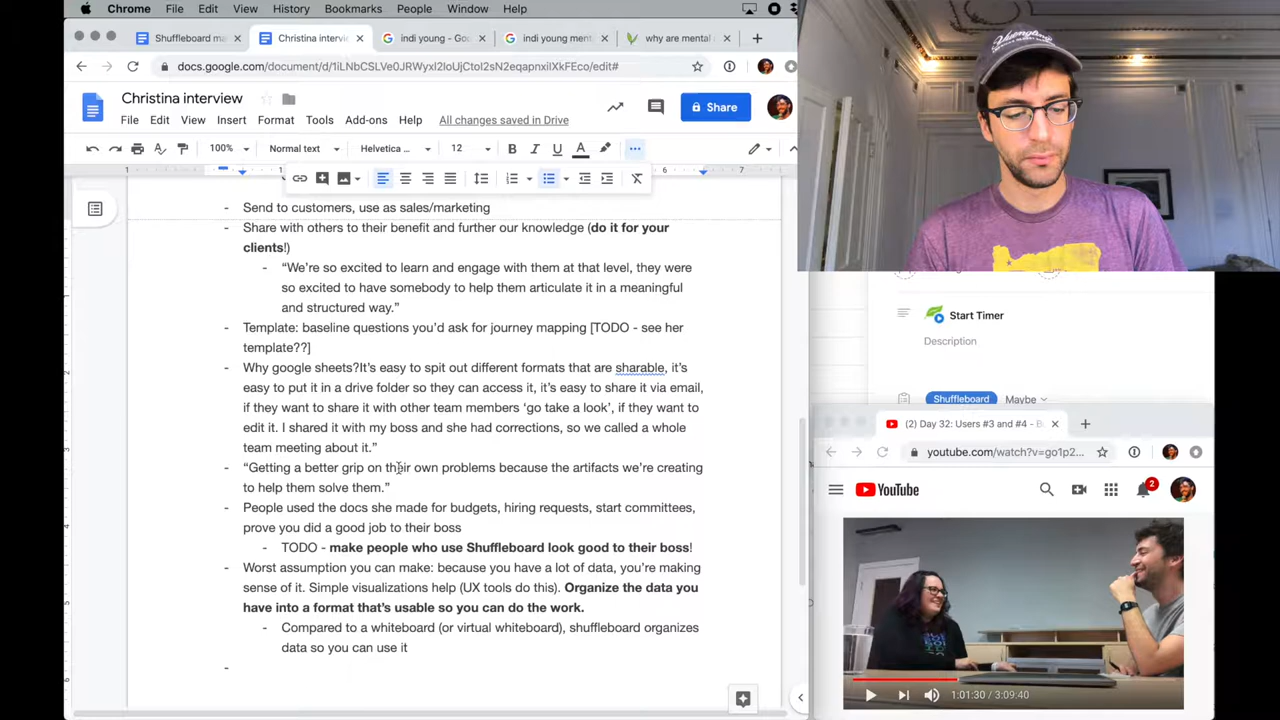 Chrome File Edit View History Bookmarks People Window Help
Shuffleboard ma
Christina intervie
indi young - Goo
indi young ment
why are mental
docs.google.com/document/d/
Christina interview
File Edit View Insert Format Tools Add-ons Help All changes saved in Drive
Share
100% Normal text Helvetica ... 12 B I U A
1 6 7
- Send to customers, use as sales/marketing
- Share with others to their benefit and further our knowledge (do it for your
clients!)
- “We’re so excited to learn and engage with them at that level, they were
so excited to have somebody to help them articulate it in a meaningful
and structured way.”
- Template: baseline questions you’d ask for journey mapping [TODO - see her
template??]
- Why google sheets?It’s easy to spit out different formats that are sharable, it’s
easy to put it in a drive folder so they can access it, it’s easy to share it via email,
if they want to share it with other team members ‘go take a look’, if they want to
edit it. I shared it with my boss and she had corrections, so we called a whole
team meeting about it.”
- “Getting a better grip on their own problems because the artifacts we’re creating
to help them solve them.”
- People used the docs she made for budgets, hiring requests, start committees,
prove you did a good job to their boss
- TODO - make people who use Shuffleboard look good to their boss!
- Worst assumption you can make: because you have a lot of data, you’re making
sense of it. Simple visualizations help (UX tools do this). Organize the data you
have into a format that’s usable so you can do the work.
- Compared to a whiteboard (or virtual whiteboard), shuffleboard organizes
data so you can use it
-
Yuengling
Start Timer
Description
Shuffleboard Maybe
(2) Day 32: Users #3 and #4 - B
youtube.com/watch?v=go1p2...
YouTube
2
1:01:30 / 3:09:40